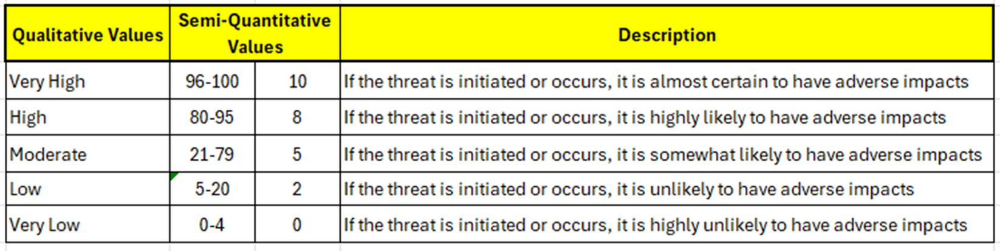 Qualitative Values Semi-Quantitative Values Description
Very High 96-100 10 If the threat is initiated or occurs, it is almost certain to have adverse impacts
High 80-95 8 If the threat is initiated or occurs, it is highly likely to have adverse impacts
Moderate 21-79 5 If the threat is initiated or occurs, it is somewhat likely to have adverse impacts
Low 5-20 2 If the threat is initiated or occurs, it is unlikely to have adverse impacts
Very Low 0-4 0 If the threat is initiated or occurs, it is highly unlikely to have adverse impacts